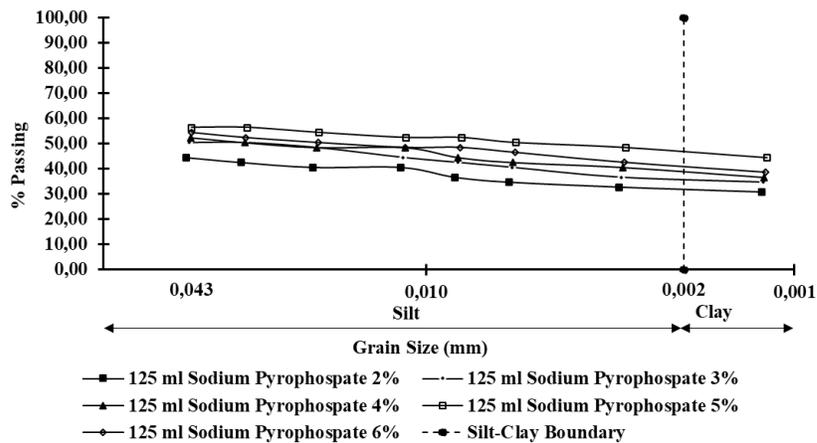 100,00
90,00
80,00
70,00
60,00
50,00
40,00
30,00
20,00
10,00
0,00
% Passing
0,043 0,010 0,002 0,001
Silt Clay
Grain Size (mm)
125 ml Sodium Pyrophospate 2% 125 ml Sodium Pyrophospate 3%
125 ml Sodium Pyrophospate 4% 125 ml Sodium Pyrophospate 5%
125 ml Sodium Pyrophospate 6% Silt-Clay Boundary